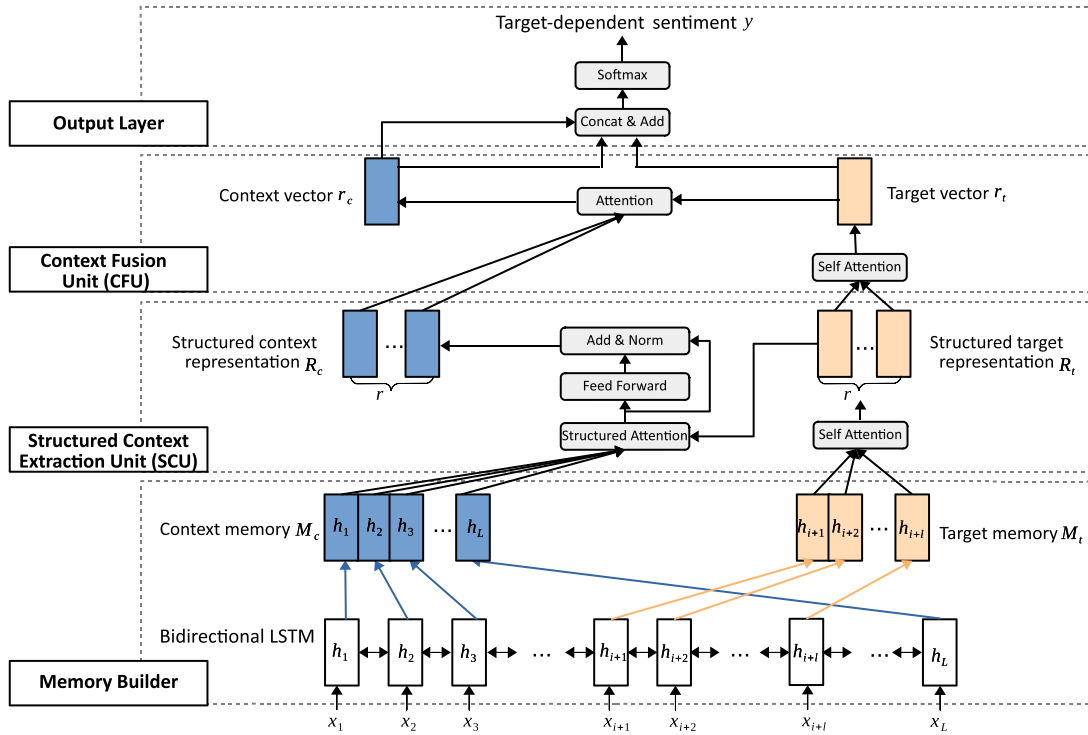 Target-dependent sentiment y
Softmax
Output Layer
Concat & Add
Context vector r_c
Attention
Target vector r_t
Context Fusion
Unit (CFU)
Self Attention
Structured context
representation R_c
...
r
Add & Norm
Feed Forward
...
r
Structured target
representation R_t
Structured Context
Extraction Unit (SCU)
Structured Attention
Self Attention
Context memory M_c
h_1 h_2 h_3 ... h_L
h_{i+1} h_{i+2} ... h_{i+l}
Target memory M_t
Bidirectional LSTM
h_1 h_2 h_3 ... h_{i+1} h_{i+2} ... h_{i+l} ... h_L
Memory Builder
x_1 x_2 x_3 x_{i+1} x_{i+2} x_{i+l} x_L